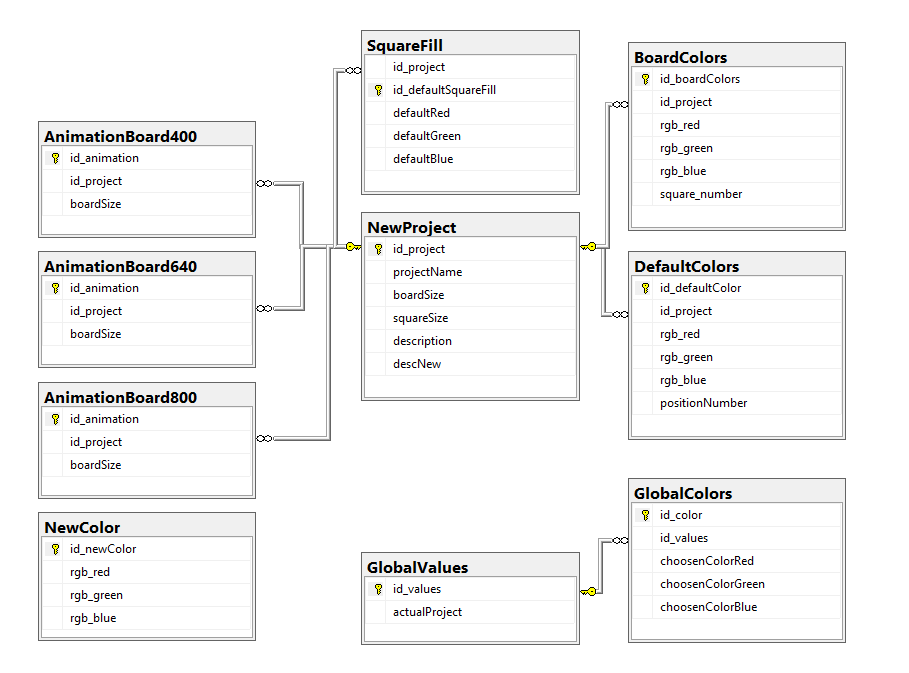 SquareFill
id_project
id_defaultSquareFill
defaultRed
defaultGreen
defaultBlue
BoardColors
id_boardColors
id_project
rgb_red
rgb_green
rgb_blue
square_number
AnimationBoard400
id_animation
id_project
boardSize
NewProject
id_project
projectName
boardSize
squareSize
description
descNew
AnimationBoard640
id_animation
id_project
boardSize
DefaultColors
id_defaultColor
id_project
rgb_red
rgb_green
rgb_blue
positionNumber
AnimationBoard800
id_animation
id_project
boardSize
NewColor
id_newColor
rgb_red
rgb_green
rgb_blue
GlobalValues
id_values
actualProject
GlobalColors
id_color
id_values
choosenColorRed
choosenColorGreen
choosenColorBlue